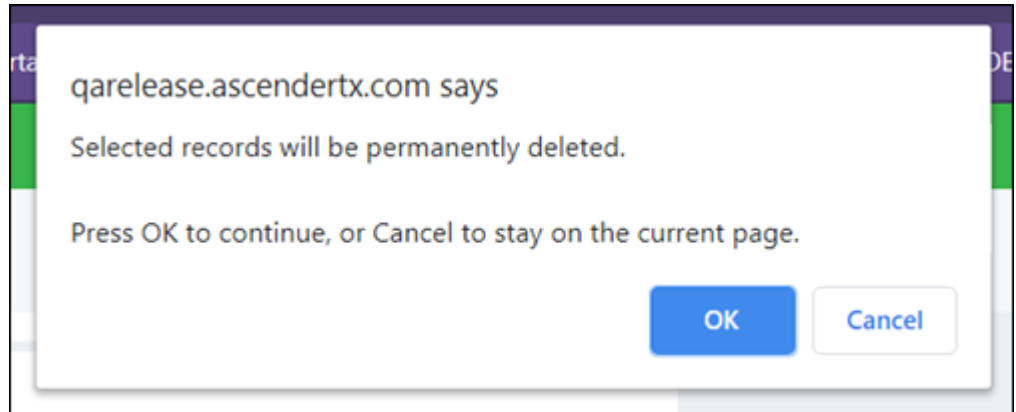 qarelease.ascendertx.com says
Selected records will be permanently deleted.
Press OK to continue, or Cancel to stay on the current page.
OK Cancel